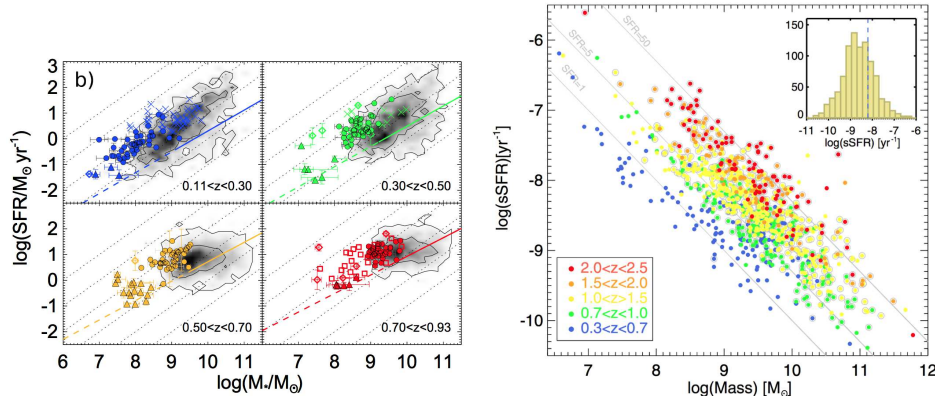 b)
3
2
1
0
-1
-2
2
1
0
-1
-2
log(SFR/M⊙ yr⁻¹)
0.11<z<0.30
0.30<z<0.50
0.50<z<0.70
0.70<z<0.93
6 7 8 9 10 11
7 8 9 10 11
log(M⋆/M⊙)
-6
-7
-8
-9
-10
log(sSFR)[yr⁻¹]
SFR=50
SFR=5
SFR=1
150
100
50
0
-11 -10 -9 -8 -7 -6
log(sSFR) [yr⁻¹]
2.0<z<2.5
1.5<z<2.0
1.0<z>1.5
0.7<z<1.0
0.3<z<0.7
7 8 9 10 11 12
log(Mass) [M⊙]